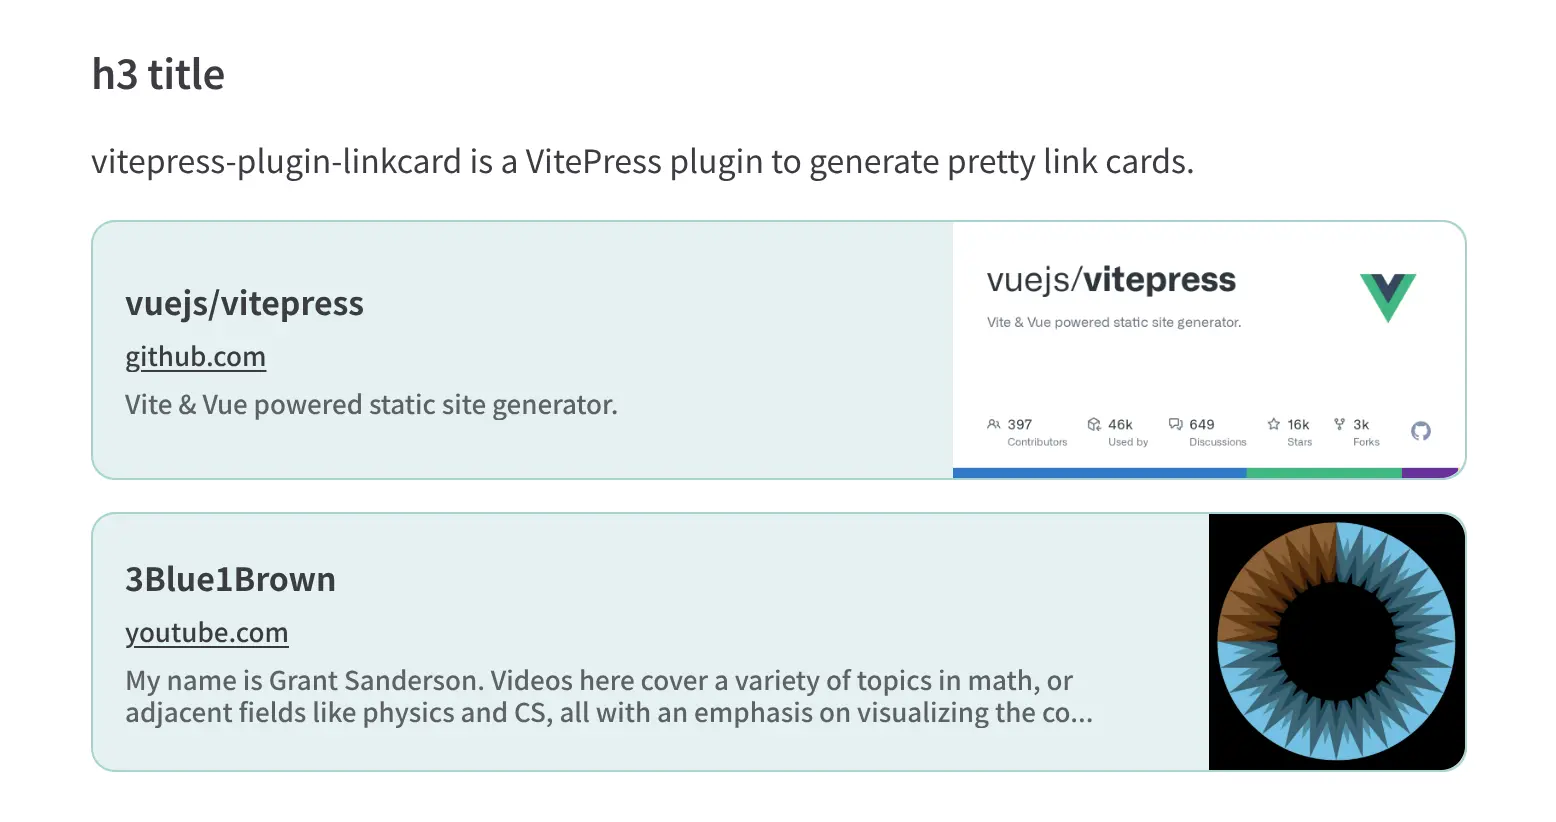 h3 title
vitepress-plugin-linkcard is a VitePress plugin to generate pretty link cards.
vuejs/vitepress
github.com
Vite & Vue powered static site generator.
vuejs/vitepress
Vite & Vue powered static site generator.
397 46k 649 16k 3k
Contributors Used by Discussions Stars Forks
3Blue1Brown
youtube.com
My name is Grant Sanderson. Videos here cover a variety of topics in math, or
adjacent fields like physics and CS, all with an emphasis on visualizing the co...